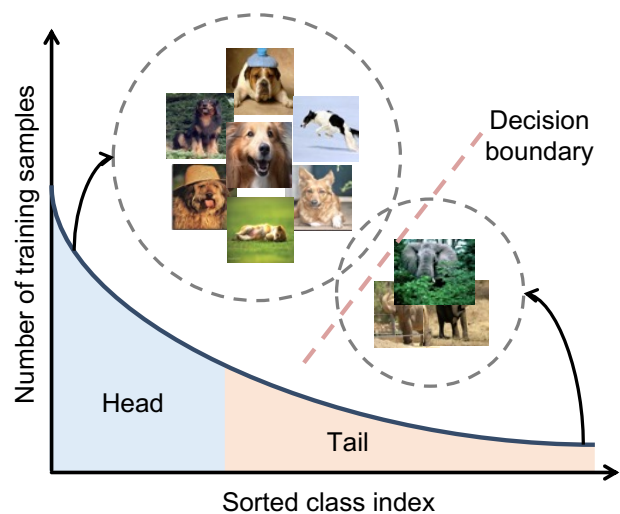 Number of training samples
Decision
boundary
Head
Tail
Sorted class index